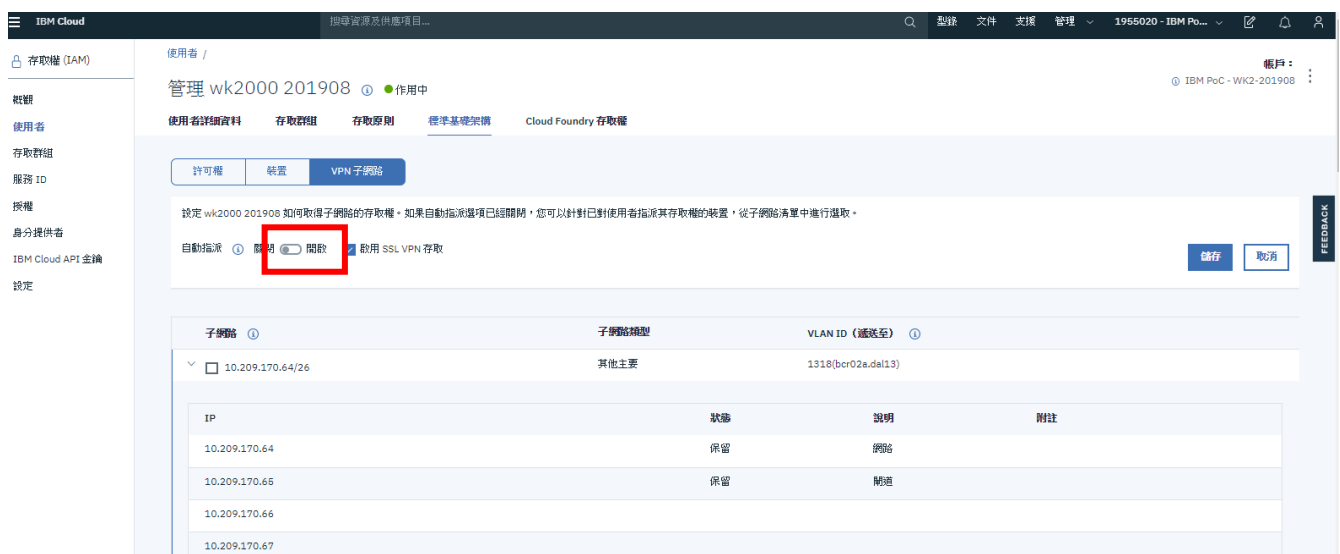 IBM Cloud 搜尋資源及供應項目... 型錄 文件 支援 管理 1955020 - IBM Po...
存取權 (IAM)
概觀
使用者
存取群組
服務 ID
授權
身分提供者
IBM Cloud API 金鑰
設定
使用者 /
管理 wk2000 201908 作用中
帳戶：
IBM PoC - WK2-201908
使用者詳細資料 存取群組 存取原則 標準基礎架構 Cloud Foundry 存取權
許可權 裝置 VPN 子網路
設定 wk2000 201908 如何取得子網路的存取權。如果自動指派選項已經關閉，您可以針對已對使用者指派其存取權的裝置，從子網路清單中進行選取。
自動指派 關閉 開啟 啟用 SSL VPN 存取
儲存 取消
FEEDBACK
子網路 子網路類型 VLAN ID（遞送至）
10.209.170.64/26 其他主要 1318(bcr02a.dal13)
IP 狀態 說明 附註
10.209.170.64 保留 網路
10.209.170.65 保留 閘道
10.209.170.66
10.209.170.67